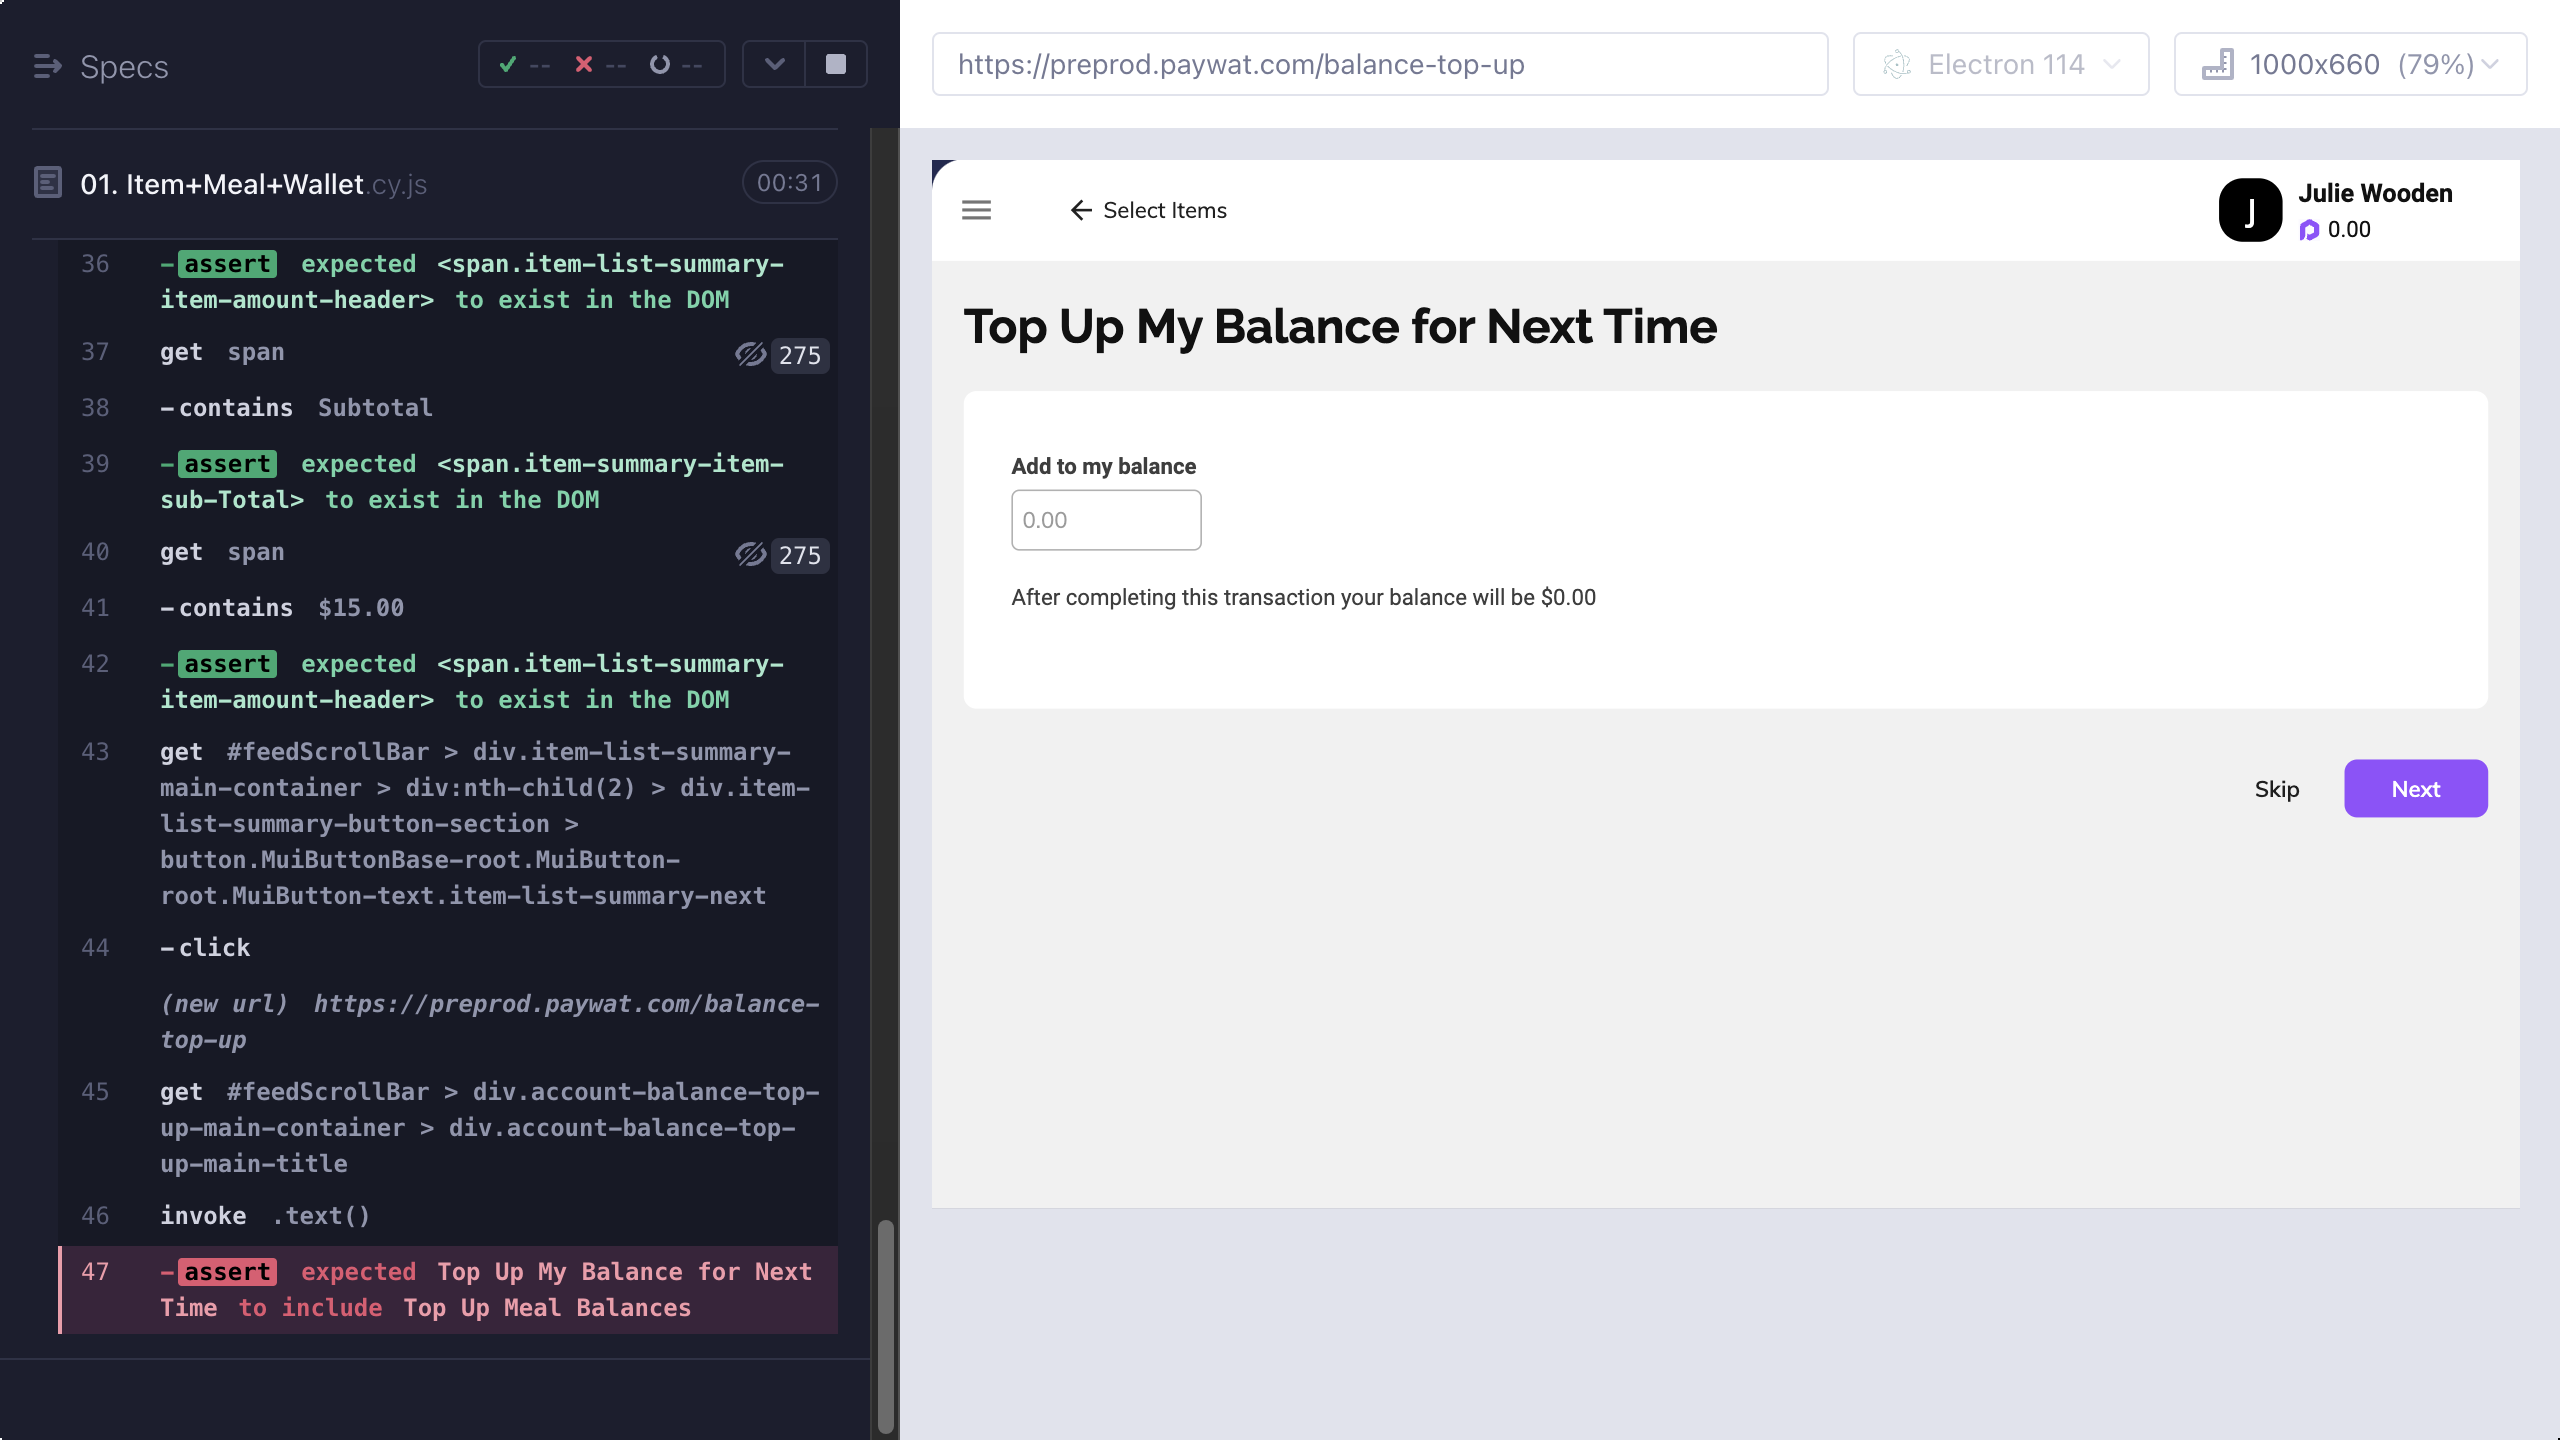 Specs
-- -- --
01. Item+Meal+Wallet.cy.js
00:31
36 -assert expected <span.item-list-summary-
item-amount-header> to exist in the DOM
37 get span 275
38 -contains Subtotal
39 -assert expected <span.item-summary-item-
sub-Total> to exist in the DOM
40 get span 275
41 -contains $15.00
42 -assert expected <span.item-list-summary-
item-amount-header> to exist in the DOM
43 get #feedScrollBar > div.item-list-summary-
main-container > div:nth-child(2) > div.item-
list-summary-button-section >
button.MuiButtonBase-root.MuiButton-
root.MuiButton-text.item-list-summary-next
44 -click
(new url) https://preprod.paywat.com/balance-
top-up
45 get #feedScrollBar > div.account-balance-top-
up-main-container > div.account-balance-top-
up-main-title
46 invoke .text()
47 -assert expected Top Up My Balance for Next
Time to include Top Up Meal Balances
https://preprod.paywat.com/balance-top-up
Electron 114
1000x660 (79%)
Select Items
J
Julie Wooden
0.00
Top Up My Balance for Next Time
Add to my balance
0.00
After completing this transaction your balance will be $0.00
Skip
Next